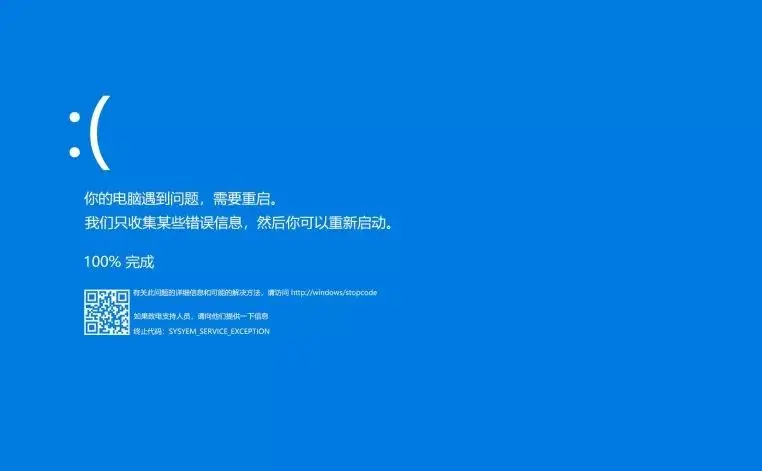 :(
你的电脑遇到问题，需要重启。
我们只收集某些错误信息，然后你可以重新启动。
100% 完成
有关此问题的详细信息和可能的解决方法，请访问 http://windows/stopcode
如果致电支持人员，请向他们提供一下信息
终止代码：SYSYEM_SERVICE_EXCEPTION